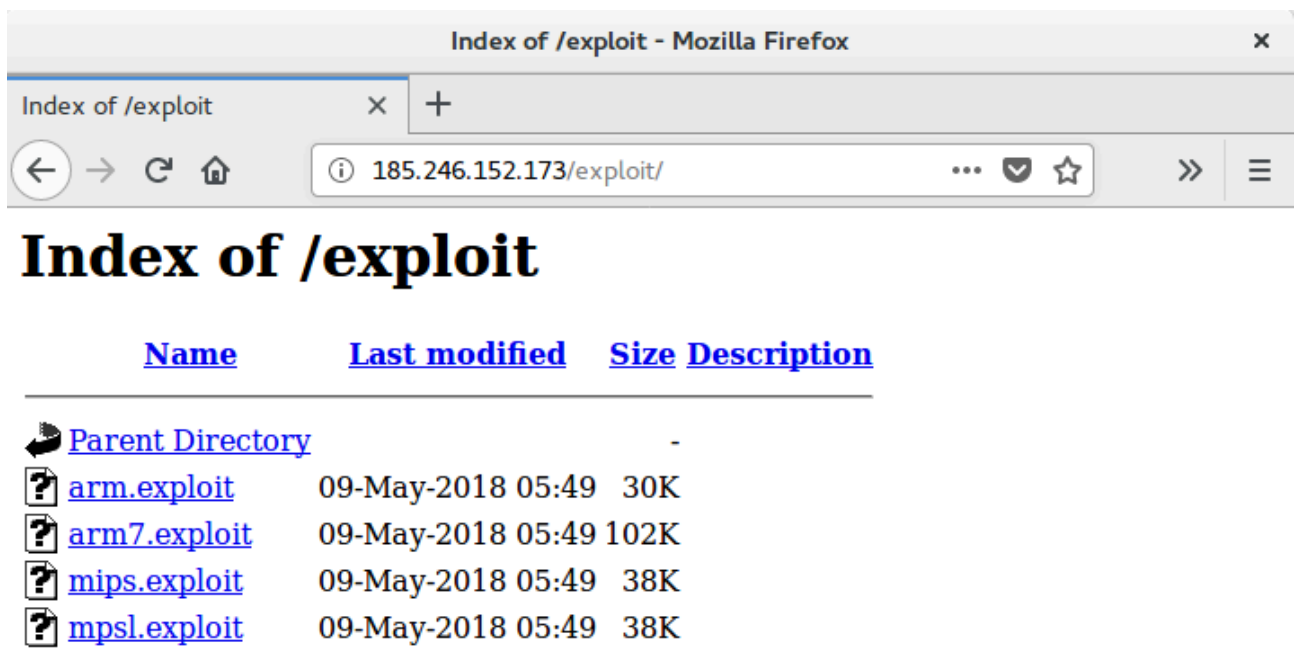 Index of /exploit - Mozilla Firefox
Index of /exploit
185.246.152.173/exploit/
Index of /exploit
Name Last modified Size Description
Parent Directory -
arm.exploit 09-May-2018 05:49 30K
arm7.exploit 09-May-2018 05:49 102K
mips.exploit 09-May-2018 05:49 38K
mpsl.exploit 09-May-2018 05:49 38K